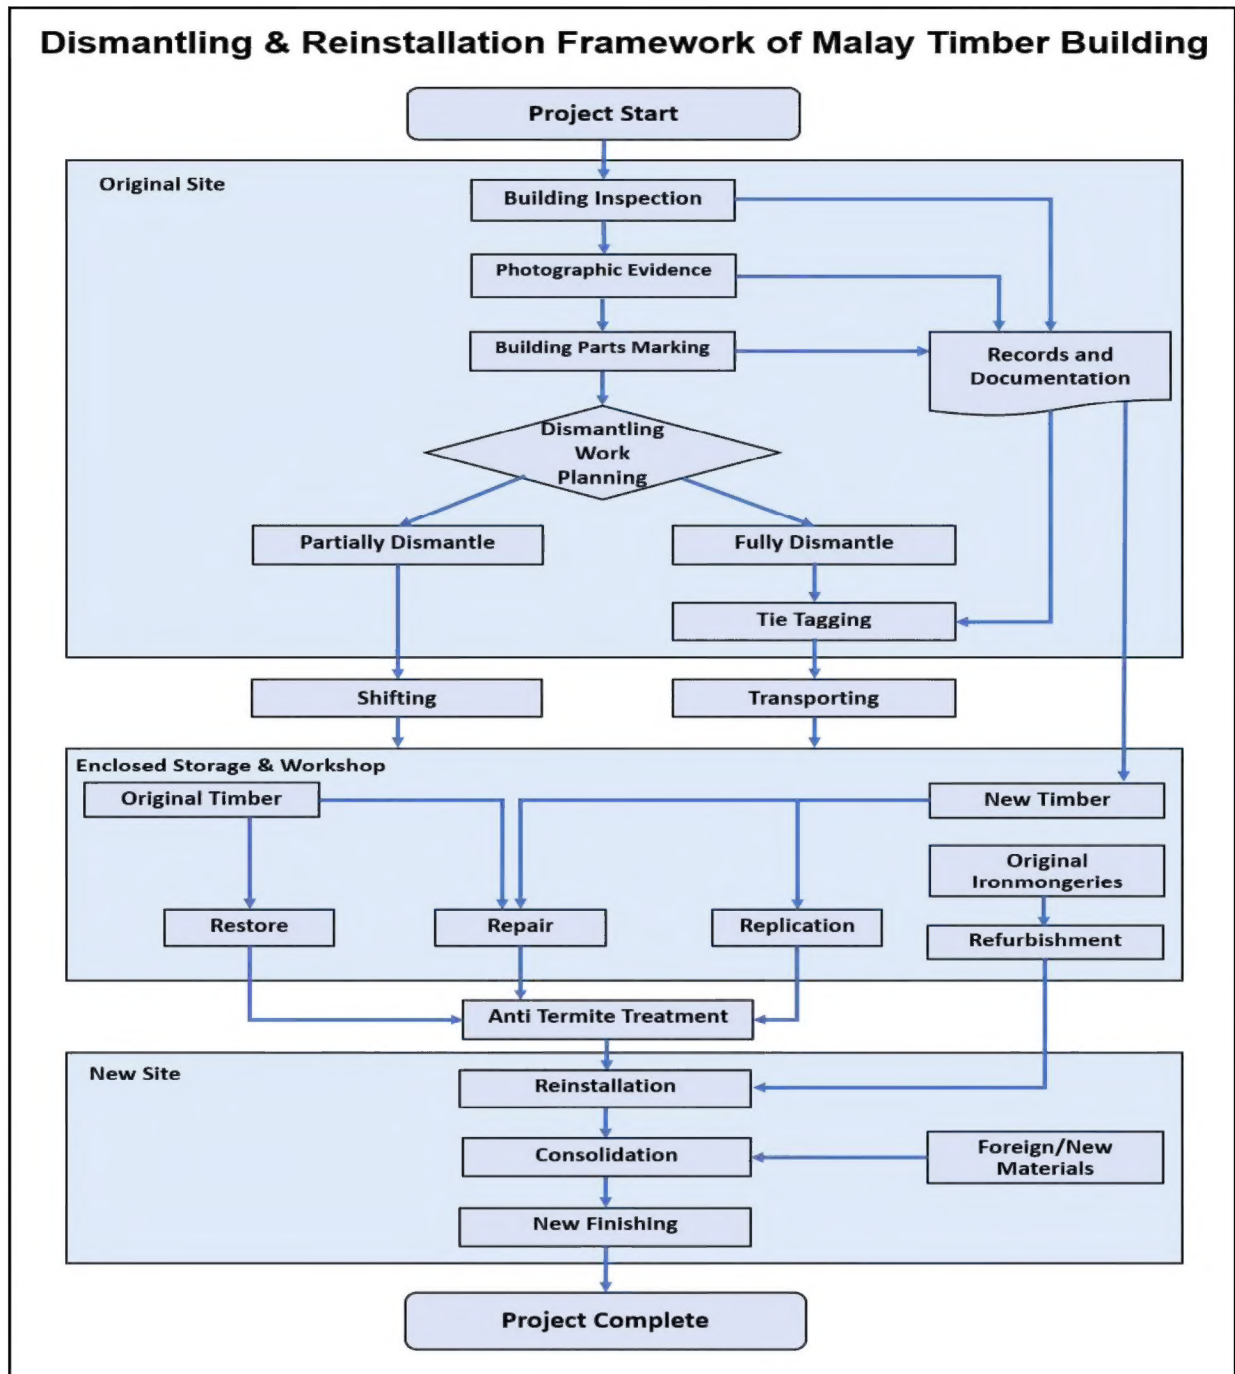 Dismantling & Reinstallation Framework of Malay Timber Building
Project Start
Original Site
Building Inspection
Photographic Evidence
Building Parts Marking
Records and
Documentation
Dismantling
Work
Planning
Partially Dismantle
Fully Dismantle
Tie Tagging
Shifting
Transporting
Enclosed Storage & Workshop
Original Timber
New Timber
Original
Ironmongeries
Restore
Repair
Replication
Refurbishment
Anti Termite Treatment
New Site
Reinstallation
Consolidation
Foreign/New
Materials
New Finishing
Project Complete